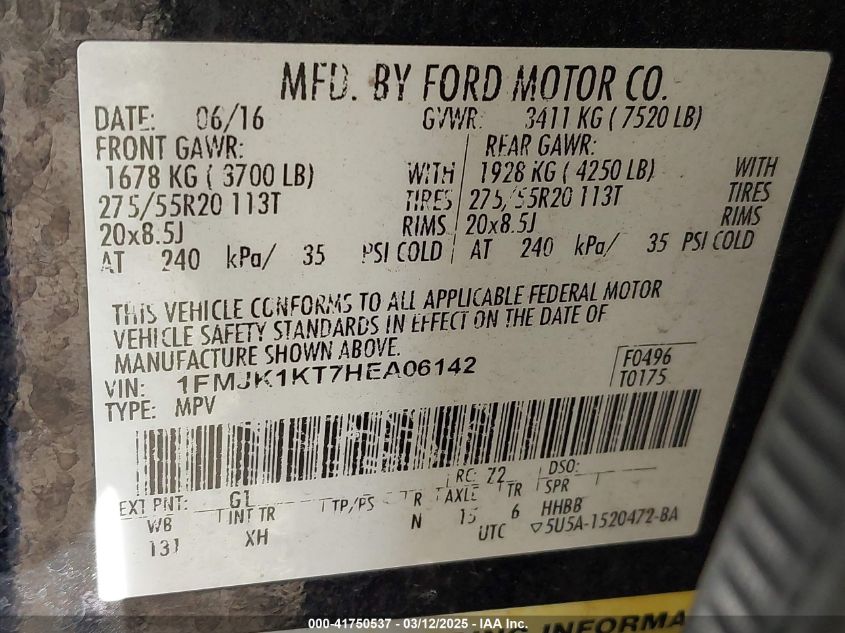 MFD. BY FORD MOTOR CO.
DATE: 06/16 GVWR: 3411 KG ( 7520 LB)
FRONT GAWR: REAR GAWR:
1678 KG ( 3700 LB) WITH 1928 KG ( 4250 LB) WITH
275/55R20 113T TIRES 275/55R20 113T TIRES
20x8.5J RIMS 20x8.5J RIMS
AT 240 kPa/ 35 PSI COLD AT 240 kPa/ 35 PSI COLD
THIS VEHICLE CONFORMS TO ALL APPLICABLE FEDERAL MOTOR
VEHICLE SAFETY STANDARDS IN EFFECT ON THE DATE OF
MANUFACTURE SHOWN ABOVE.
VIN: 1FMJK1KT7HEA06142
F0496
T0175
TYPE: MPV
EXT PNT: G1 RC: 72 DSO:
WB INT TR TP/PS R AXLE TR SPR
131 XH N 15 6 HHBB
UTC 5U5A-1520472-BA
INFORMA
000-41750537 - 03/12/2025 - IAA Inc.